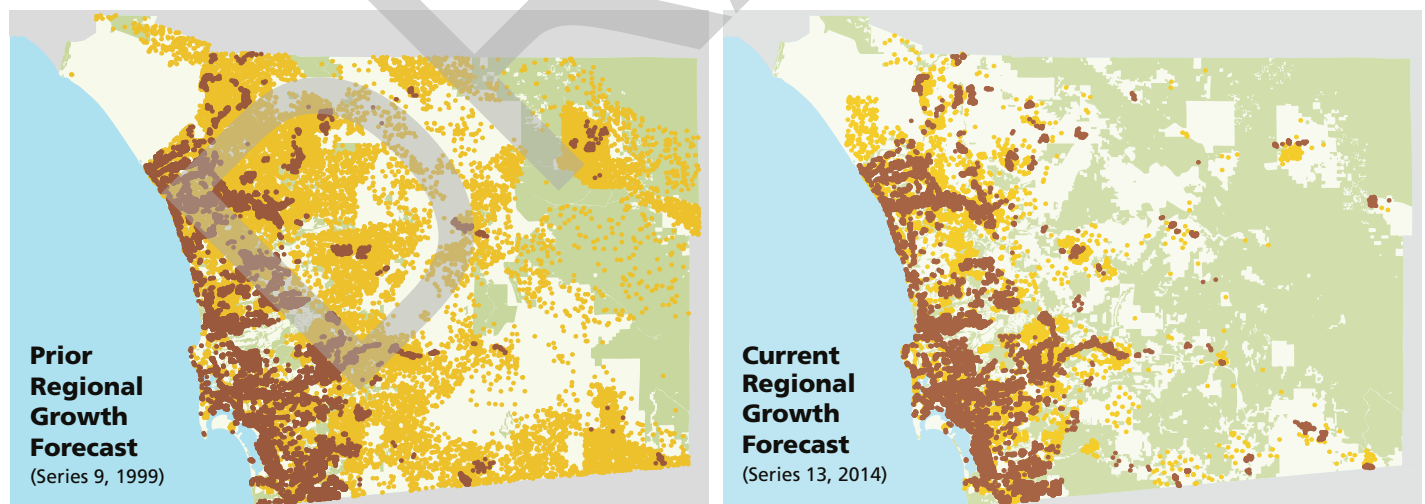 Prior
Regional
Growth
Forecast
(Series 9, 1999)
Current
Regional
Growth
Forecast
(Series 13, 2014)